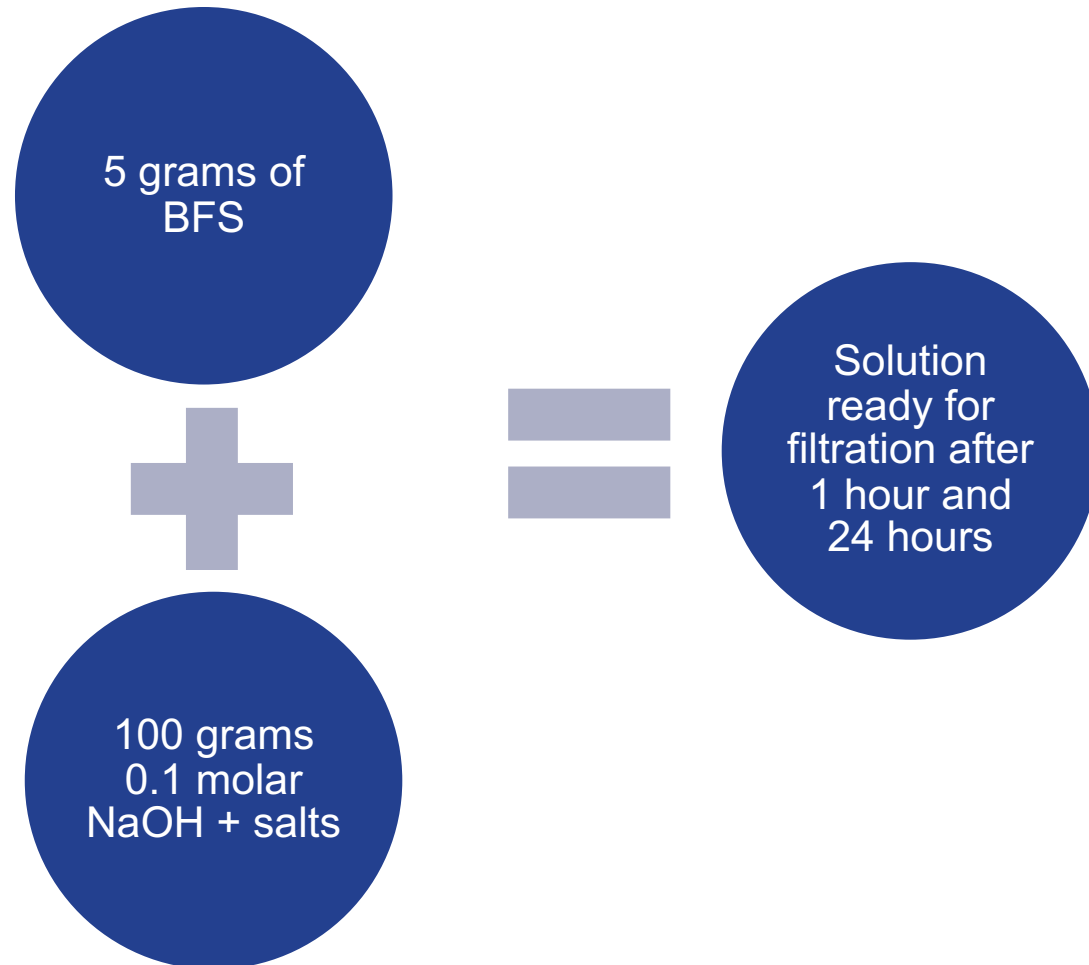 5 grams of
BFS
100 grams
0.1 molar
NaOH + salts
Solution
ready for
filtration after
1 hour and
24 hours